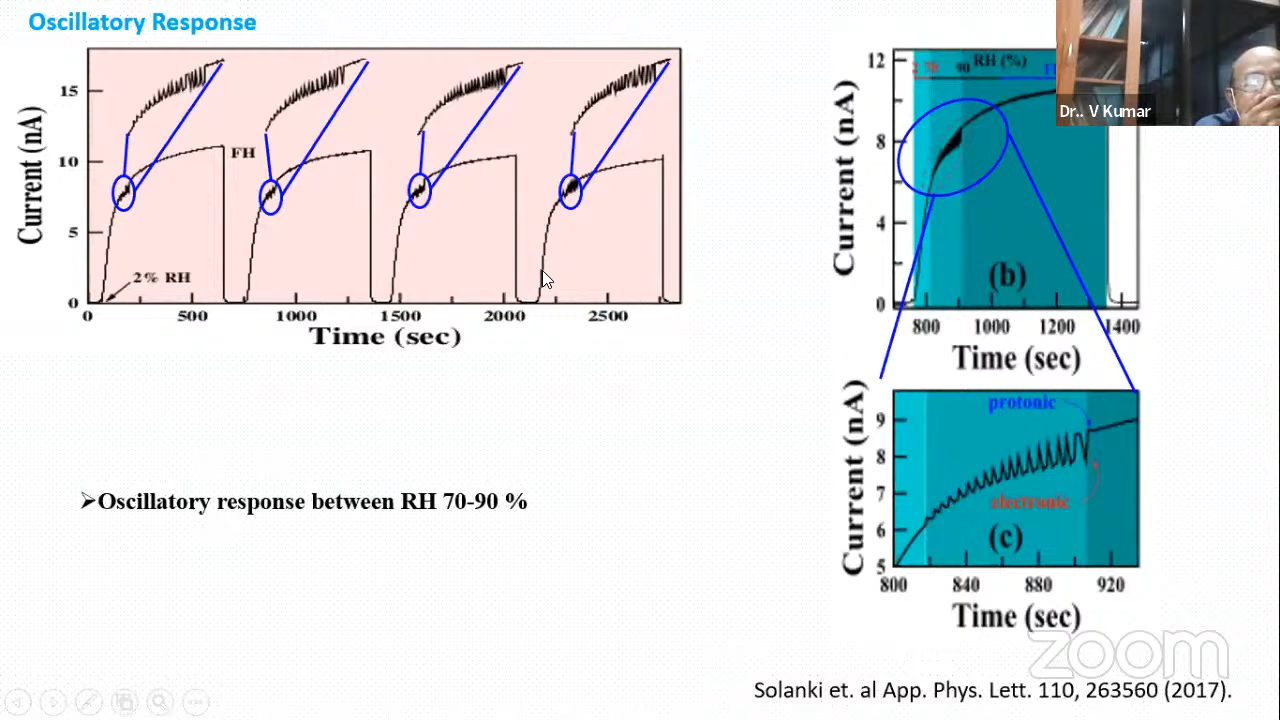 Oscillatory Response
Current (nA)
15
10
5
0
FH
2% RH
0
500
1000
1500
2000
2500
Time (sec)
Current (nA)
12
8
4
0
2 70 90 RH (%)
(b)
800
1000
1200
1400
Time (sec)
Dr.. V Kumar
Current (nA)
9
8
7
6
5
protonic
electronic
(c)
800
840
880
920
Time (sec)
➢Oscillatory response between RH 70-90 %
zoom
Solanki et. al App. Phys. Lett. 110, 263560 (2017).